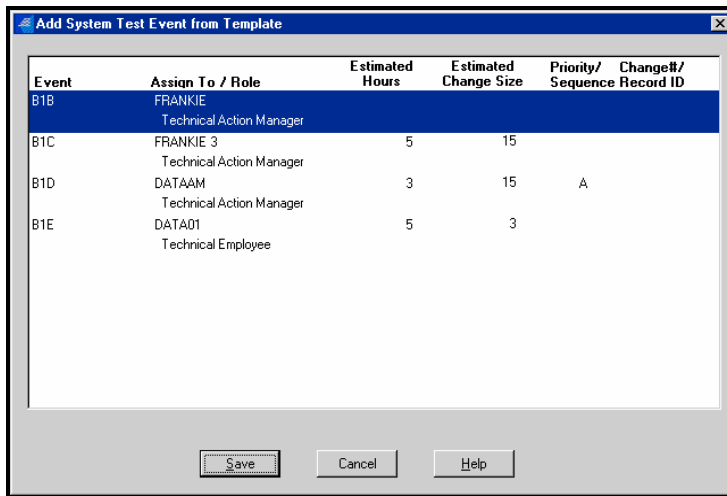 Add System Test Event from Template
Estimated Estimated Priority/ Change#/
Event Assign To / Role Hours Change Size Sequence Record ID
B1B FRANKIE
Technical Action Manager
B1C FRANKIE 3 5 15
Technical Action Manager
B1D DATAAM 3 15 A
Technical Action Manager
B1E DATA01 5 3
Technical Employee
Save Cancel Help